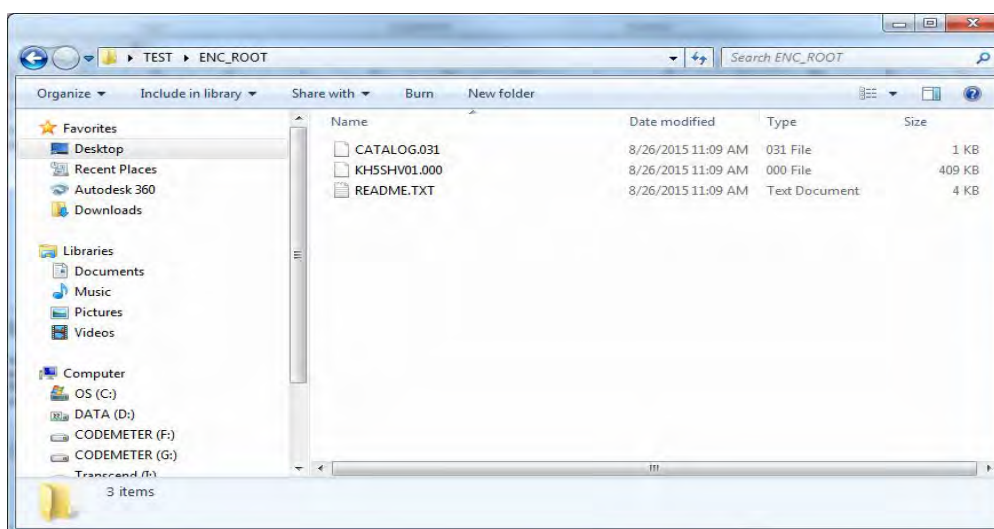 TEST ▸ ENC_ROOT Search ENC_ROOT
Organize Include in library Share with Burn New folder
Favorites
Desktop
Recent Places
Autodesk 360
Downloads
Libraries
Documents
Music
Pictures
Videos
Computer
OS (C:)
DATA (D:)
CODEMETER (F:)
CODEMETER (G:)
Transcend (I:)
Name Date modified Type Size
CATALOG.031 8/26/2015 11:09 AM 031 File 1 KB
KH5SHV01.000 8/26/2015 11:09 AM 000 File 409 KB
README.TXT 8/26/2015 11:09 AM Text Document 4 KB
3 items